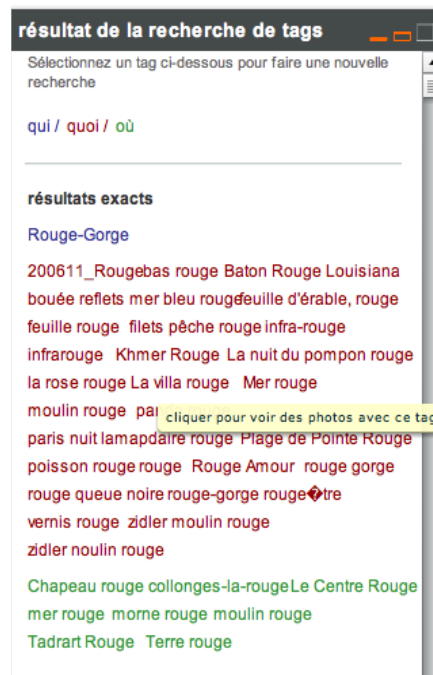 résultat de la recherche de tags
Sélectionnez un tag ci-dessous pour faire une nouvelle
recherche
qui / quoi / où
résultats exacts
Rouge-Gorge
200611_Rougebas rouge Baton Rouge Louisiana
bouée reflets mer bleu rougefeuille d'érable, rouge
feuille rouge filets pêche rouge infra-rouge
infrarouge Khmer Rouge La nuit du pompon rouge
la rose rouge La villa rouge Mer rouge
moulin rouge
cliquer pour voir des photos avec ce tag
paris nuit lamapdaire rouge Plage de Pointe Rouge
poisson rouge rouge Rouge Amour rouge gorge
rouge queue noire rouge-gorge rouge�tre
vernis rouge zidler moulin rouge
zidler noulin rouge
Chapeau rouge collonges-la-rouge Le Centre Rouge
mer rouge morne rouge moulin rouge
Tadrart Rouge Terre rouge